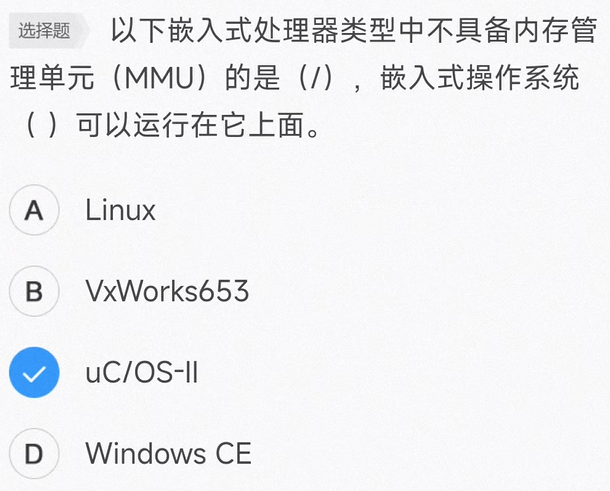 选择题 以下嵌入式处理器类型中不具备内存管
理单元（MMU）的是（/），嵌入式操作系统
（ ）可以运行在它上面。
A Linux
B VxWorks653
uC/OS-II
D Windows CE